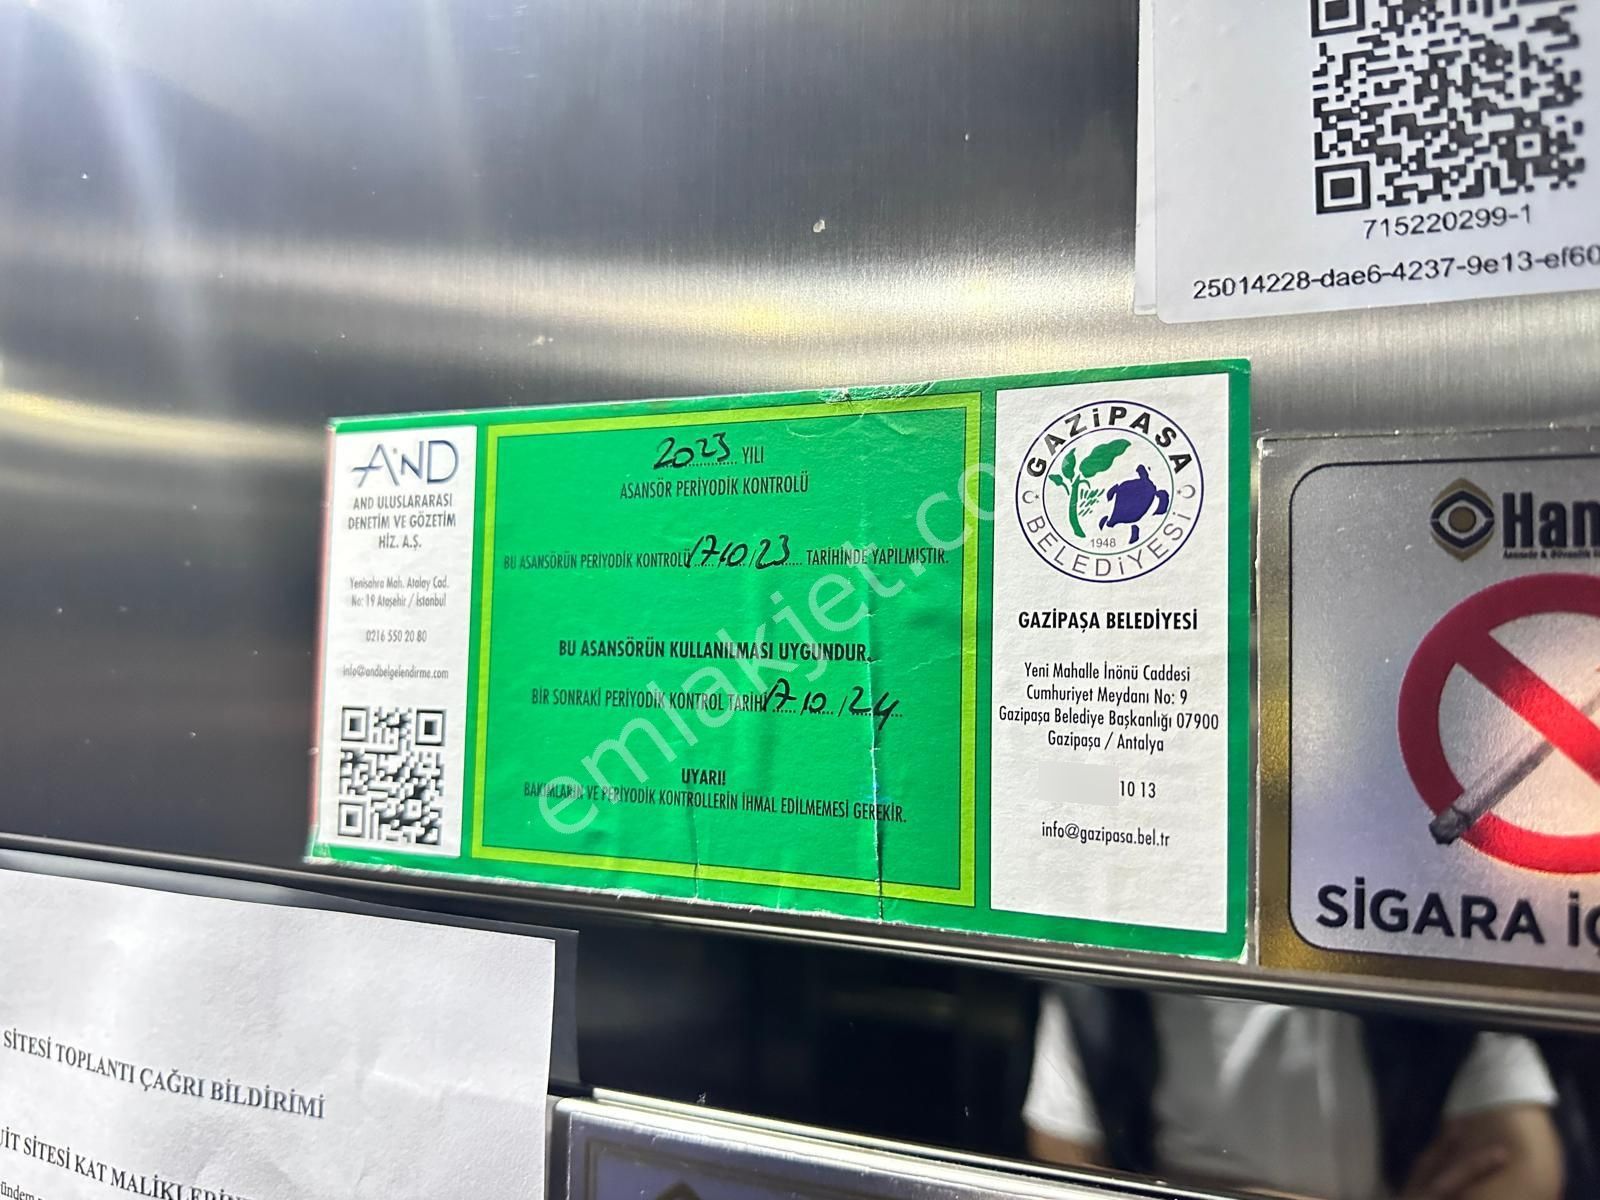 715220299-1
25014228-dae6-4237-9e13-ef60
AND
AND ULUSLARARASI
DENETİM VE GÖZETİM
HİZ. A.Ş.
Yenisahra Mah. Atalay Cad.
No: 19 Ataşehir / İstanbul
0216 550 20 80
info@andbelgelendirme.com
2023 YILI
ASANSÖR PERİYODİK KONTROLÜ
BU ASANSÖRÜN PERİYODİK KONTROLÜ 17/10/23 TARİHİNDE YAPILMIŞTIR.
BU ASANSÖRÜN KULLANILMASI UYGUNDUR.
BİR SONRAKİ PERİYODİK KONTROL TARİHİ 17/10/24
UYARI!
BAKIMLARIN VE PERİYODİK KONTROLLERİN İHMAL EDİLMEMESİ GEREKİR.
GAZİPAŞA
BELEDİYESİ
1948
GAZİPAŞA BELEDİYESİ
Yeni Mahalle İnönü Caddesi
Cumhuriyet Meydanı No: 9
Gazipaşa Belediye Başkanlığı 07900
Gazipaşa / Antalya
10 13
info@gazipasa.bel.tr
Han
SİGARA İÇ
emlakjet.co
SİTESİ TOPLANTI ÇAĞRI BİLDİRİMİ
SİTESİ KAT